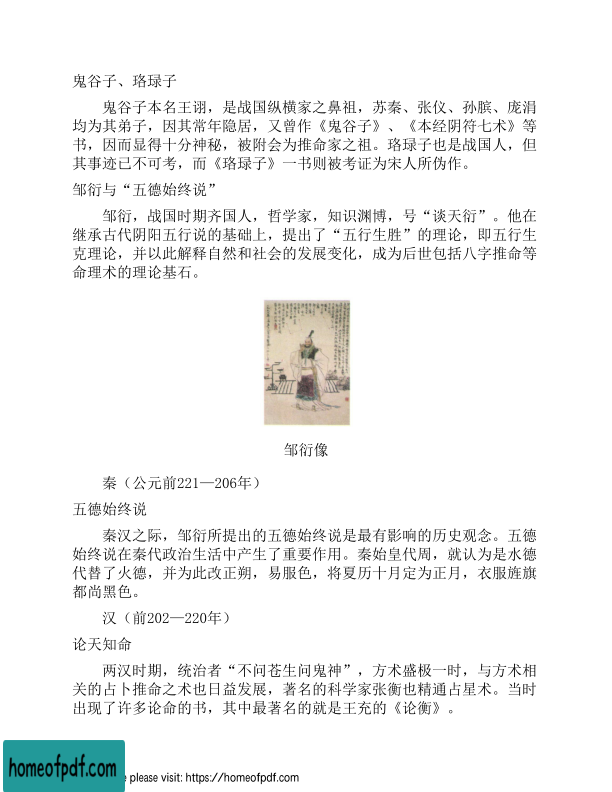 鬼谷子、珞琭子
鬼谷子本名王诩，是战国纵横家之鼻祖，苏秦、张仪、孙膑、庞涓
均为其弟子，因其常年隐居，又曾作《鬼谷子》、《本经阴符七术》等
书，因而显得十分神秘，被附会为推命家之祖。珞琭子也是战国人，但
其事迹已不可考，而《珞琭子》一书则被考证为宋人所伪作。
邹衍与“五德始终说”
邹衍，战国时期齐国人，哲学家，知识渊博，号“谈天衍”。他在
继承古代阴阳五行说的基础上，提出了“五行生胜”的理论，即五行生
克理论，并以此解释自然和社会的发展变化，成为后世包括八字推命等
命理术的理论基石。
邹衍像
秦（公元前221—206年）
五德始终说
秦汉之际，邹衍所提出的五德始终说是最有影响的历史观念。五德
始终说在秦代政治生活中产生了重要作用。秦始皇代周，就认为是水德
代替了火德，并为此改正朔，易服色，将夏历十月定为正月，衣服旌旗
都尚黑色。
汉（前202—220年）
论天知命
两汉时期，统治者“不问苍生问鬼神”，方术盛极一时，与方术相
关的占卜推命之术也日益发展，著名的科学家张衡也精通占星术。当时
出现了许多论命的书，其中最著名的就是王充的《论衡》。
homeofpdf.com
e please visit: https://homeofpdf.com